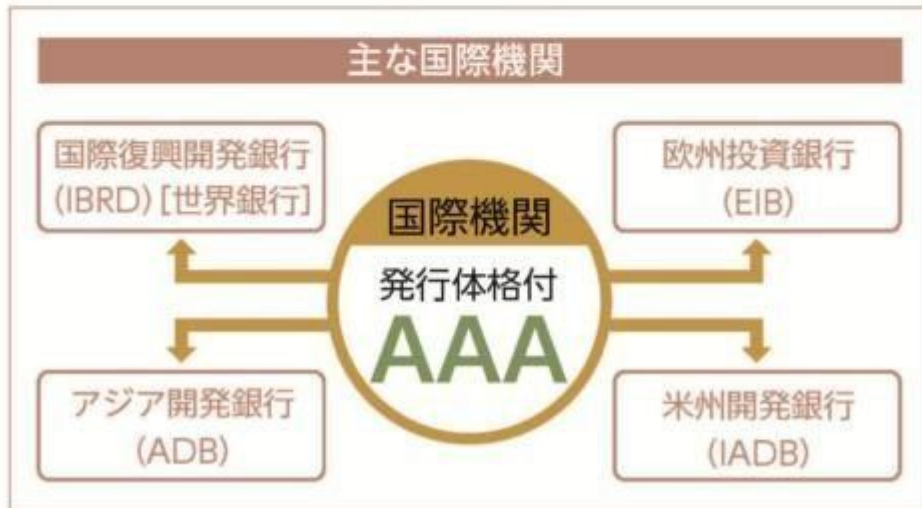 主な国際機関
国際復興開発銀行
(IBRD)[世界銀行]
欧州投資銀行
(EIB)
国際機関
発行体格付
AAA
アジア開発銀行
(ADB)
米州開発銀行
(IADB)